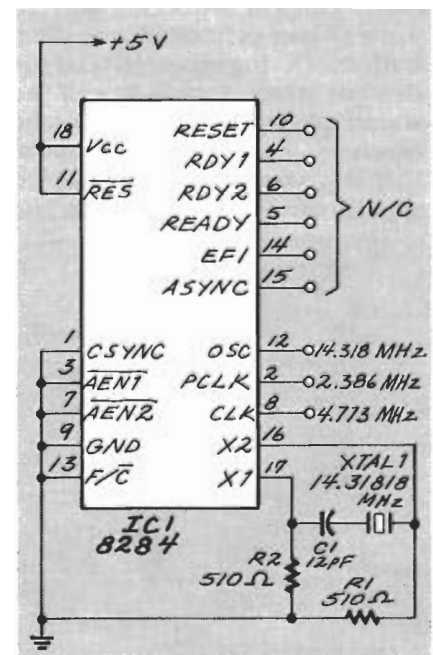 +5V
18 Vcc
11 RES
RESET 10
RDY1 4
RDY2 6
READY 5
EFI 14
ASYNC 15
N/C
1 CSYNC
3 AEN1
7 AEN2
9 GND
13 F/C
OSC 12 14.318 MHz
PCLK 2 2.386 MHz
CLK 8 4.773 MHz
X2 16
X1 17
XTAL1
14.31818
MHz
C1
12pF
R2
510Ω
R1
510Ω
IC1
8284